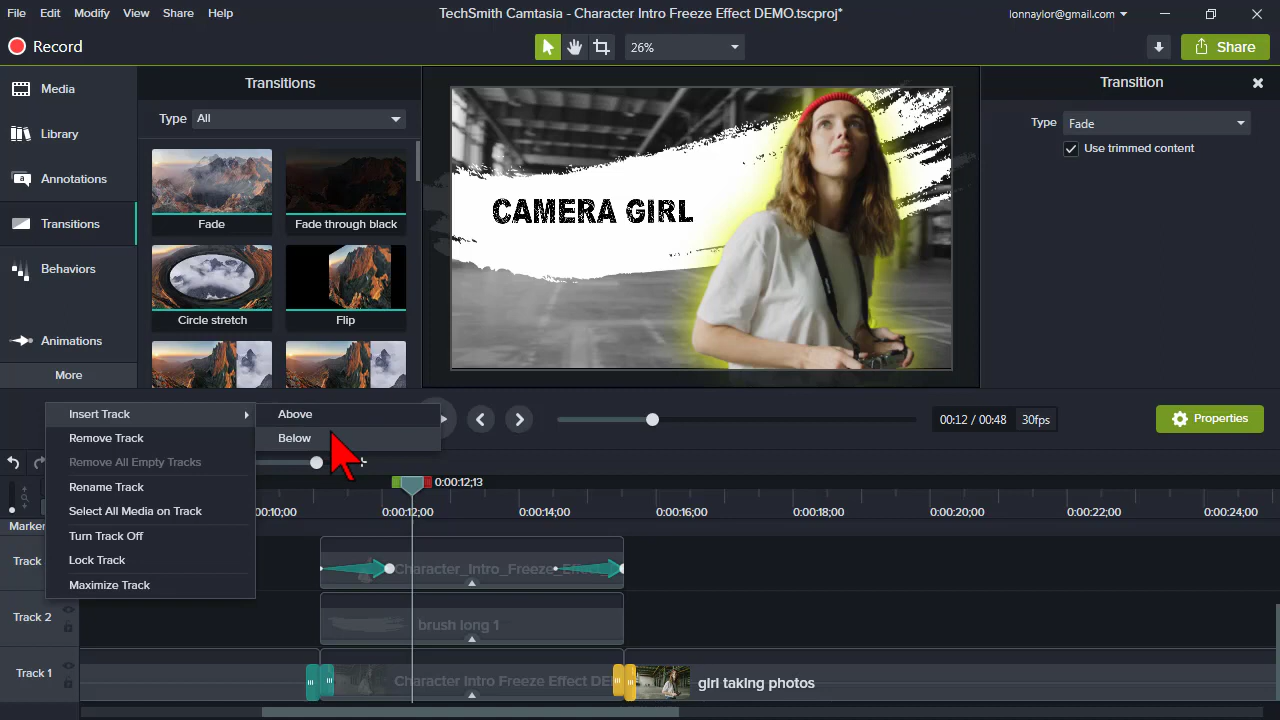 File Edit Modify View Share Help
TechSmith Camtasia - Character Intro Freeze Effect DEMO.tscproj*
lonnaylor@gmail.com
Record
26%
Share
Media
Library
Annotations
Transitions
Behaviors
Animations
More
Transitions
Type All
Fade
Fade through black
Circle stretch
Flip
CAMERA GIRL
Transition
Type Fade
Use trimmed content
Insert Track
Remove Track
Remove All Empty Tracks
Rename Track
Select All Media on Track
Turn Track Off
Lock Track
Maximize Track
Above
Below
00:12 / 00:48 30fps
Properties
0:00:12;13
0:00:12;00 0:00:14;00 0:00:16;00 0:00:18;00 0:00:20;00 0:00:22;00 0:00:24;00
Marker
Track
Track 2
brush long 1
Track 1
Character Intro Freeze Effect DE
girl taking photos